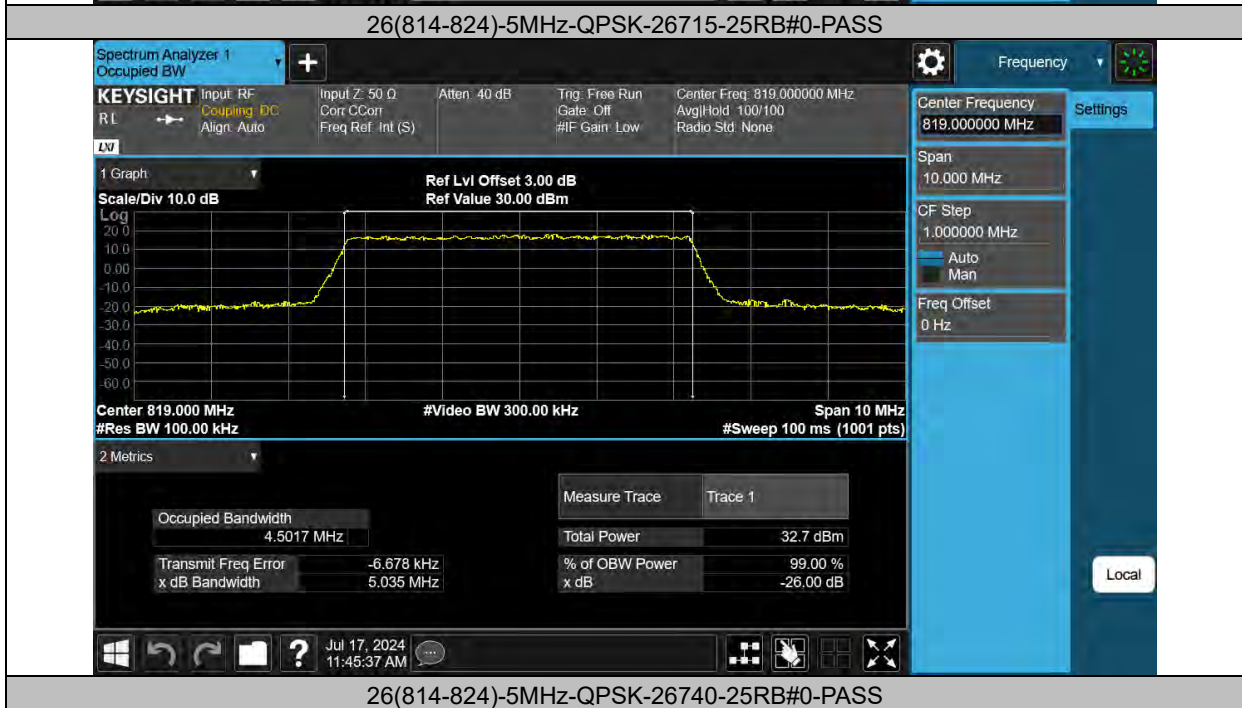 26(814-824)-5MHz-QPSK-26715-25RB#0-PASS
Spectrum Analyzer 1
Occupied BW
+
Frequency
KEYSIGHT
RL
LXI
Input: RF
Coupling: DC
Align: Auto
Input Z: 50 Ω
Corr CCorr
Freq Ref: Int (S)
Atten: 40 dB
Trig: Free Run
Gate: Off
#IF Gain: Low
Center Freq: 819.000000 MHz
Avg|Hold: 100/100
Radio Std: None
Center Frequency
819.000000 MHz
Settings
Span
10.000 MHz
CF Step
1.000000 MHz
Auto
Man
Freq Offset
0 Hz
Local
1 Graph
Scale/Div 10.0 dB
Ref Lvl Offset 3.00 dB
Ref Value 30.00 dBm
Log
20.0
10.0
0.00
-10.0
-20.0
-30.0
-40.0
-50.0
-60.0
Center 819.000 MHz
#Res BW 100.00 kHz
#Video BW 300.00 kHz
Span 10 MHz
#Sweep 100 ms (1001 pts)
2 Metrics
Measure Trace Trace 1
Occupied Bandwidth
4.5017 MHz
Total Power 32.7 dBm
Transmit Freq Error -6.678 kHz
% of OBW Power 99.00 %
x dB Bandwidth 5.035 MHz
x dB -26.00 dB
?
Jul 17, 2024
11:45:37 AM
26(814-824)-5MHz-QPSK-26740-25RB#0-PASS